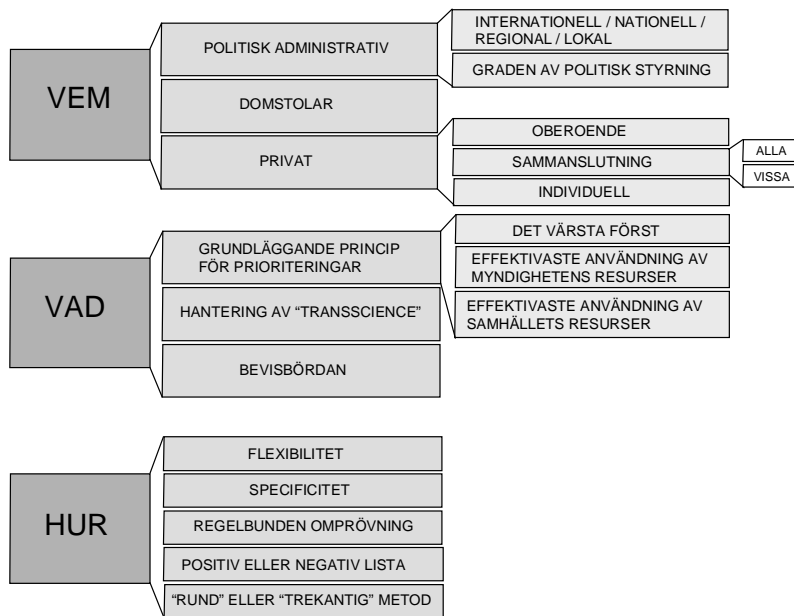 VEM
POLITISK ADMINISTRATIV
INTERNATIONELL / NATIONELL /
REGIONAL / LOKAL
GRADEN AV POLITISK STYRNING
DOMSTOLAR
PRIVAT
OBEROENDE
SAMMANSLUTNING
ALLA
VISSA
INDIVIDUELL
VAD
GRUNDLÄGGANDE PRINCIP
FÖR PRIORITERINGAR
DET VÄRSTA FÖRST
EFFEKTIVASTE ANVÄNDNING AV
MYNDIGHETENS RESURSER
EFFEKTIVASTE ANVÄNDNING AV
SAMHÄLLETS RESURSER
HANTERING AV “TRANSSCIENCE”
BEVISBÖRDAN
HUR
FLEXIBILITET
SPECIFICITET
REGELBUNDEN OMPRÖVNING
POSITIV ELLER NEGATIV LISTA
“RUND” ELLER “TREKANTIG” METOD